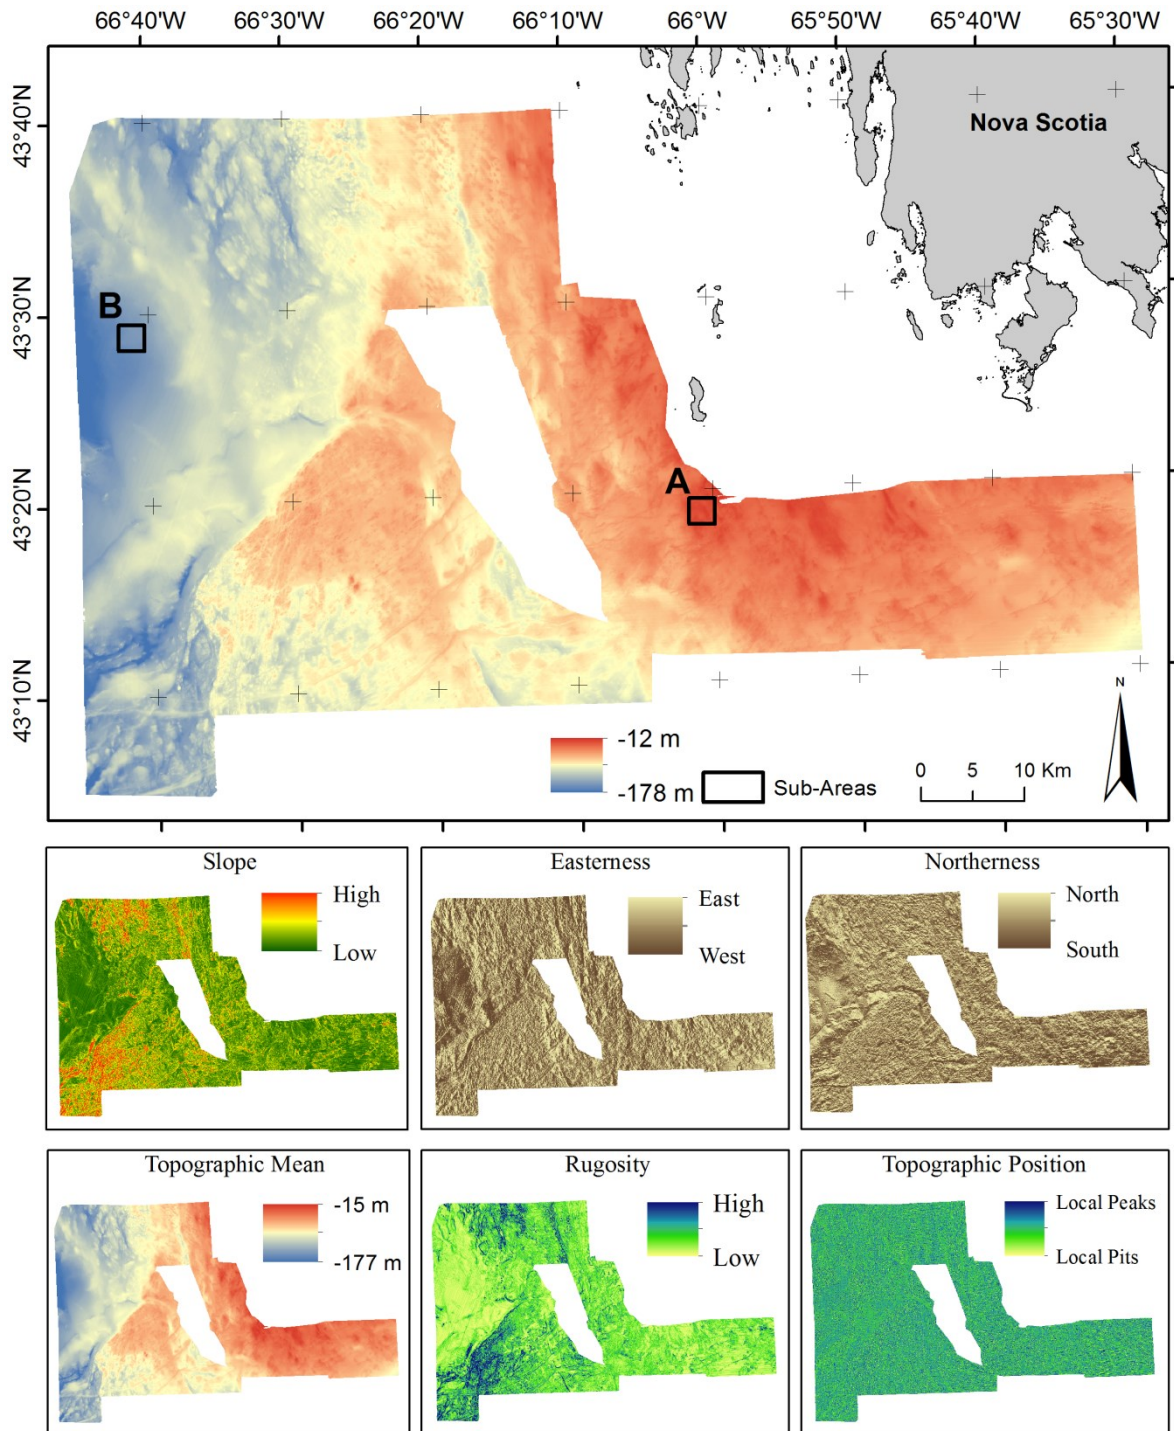 66°40'W 66°30'W 66°20'W 66°10'W 66°0'W 65°50'W 65°40'W 65°30'W
43°40'N
Nova Scotia
43°30'N
B
43°20'N
A
43°10'N
N
-12 m
-178 m
Sub-Areas
0 5 10 Km
Slope
High
Low
Easterness
East
West
Northerness
North
South
Topographic Mean
-15 m
-177 m
Rugosity
High
Low
Topographic Position
Local Peaks
Local Pits